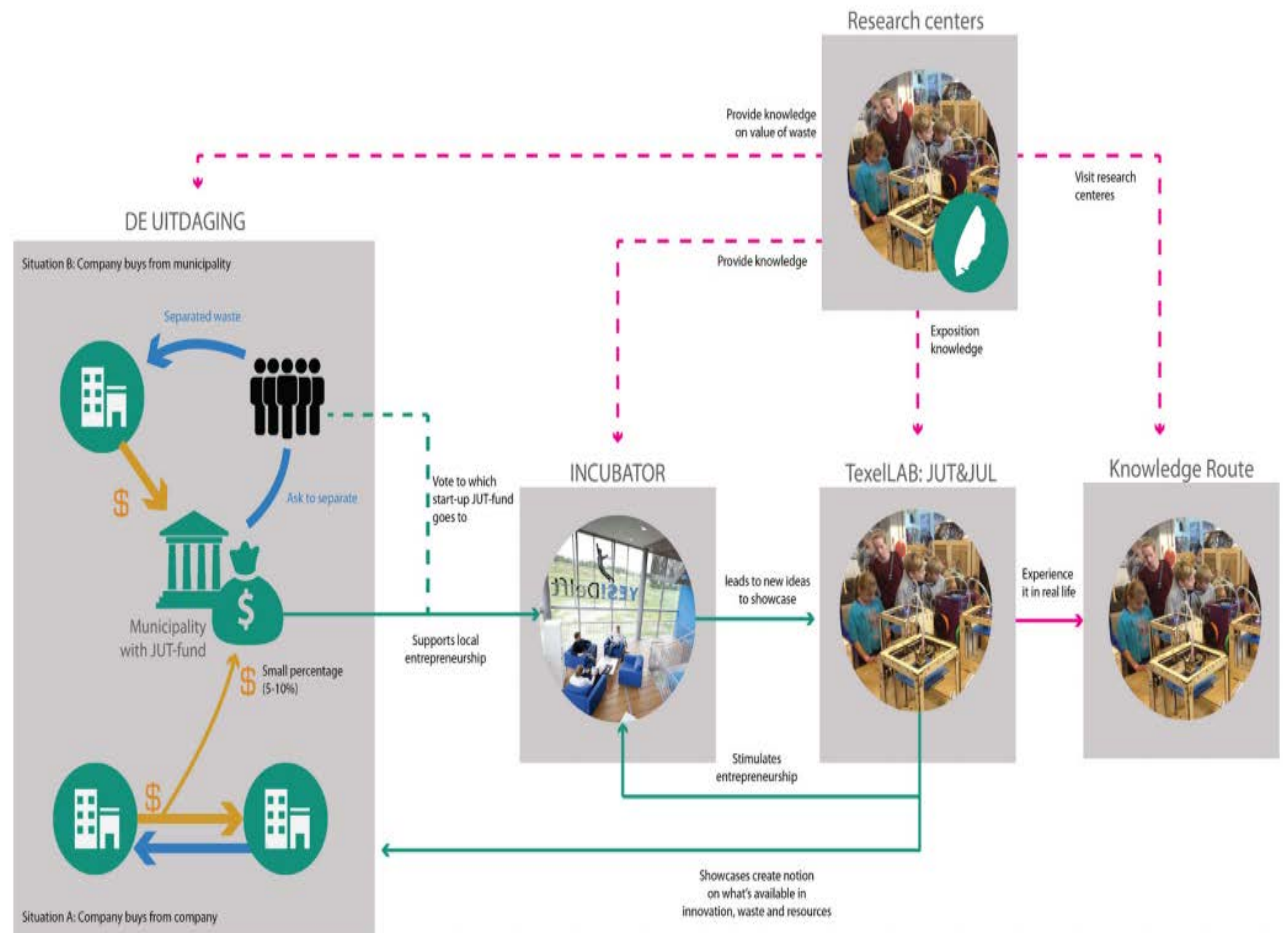 Research centers
Provide knowledge
on value of waste
Visit research
centeres
DE UITDAGING
Situation B: Company buys from municipality
Provide knowledge
Separated waste
Exposition
knowledge
$
Ask to separate
Vote to which
start-up JUT-fund
goes to
INCUBATOR
TexelLAB: JUT&JUL
Knowledge Route
YES!Delft
leads to new ideas
to showcase
Experience
it in real life
$
Municipality
with JUT-fund
Supports local
entrepreneurship
$ Small percentage
(5-10%)
$
Stimulates
entrepreneurship
Showcases create notion
on what's available in
innovation, waste and resources
Situation A: Company buys from company